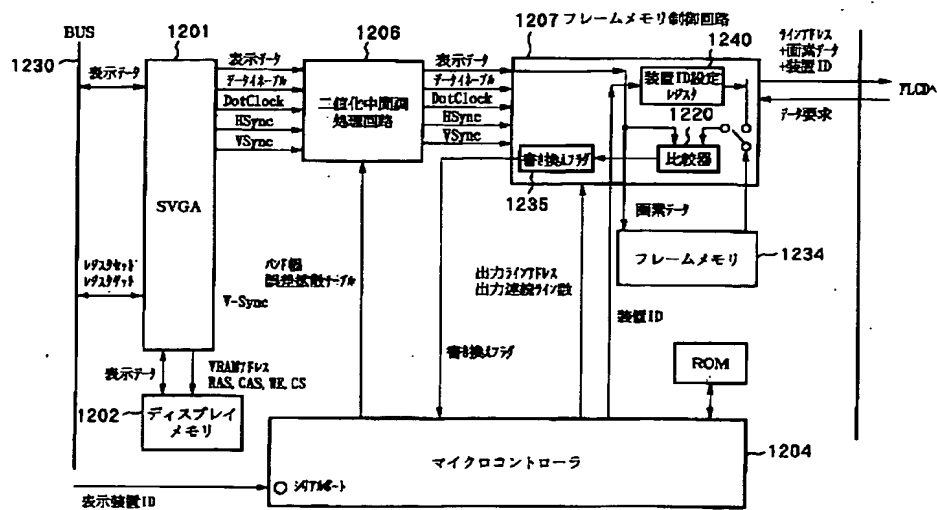 BUS
1230
表示データ
1201
SVGA
レジスタセット
レジスタゲット
表示データ
データイネーブル
DotClock
HSync
VSync
1206
二値化中間調
処理回路
表示データ
データイネーブル
DotClock
HSync
VSync
1207 フレームメモリ制御回路
1240
装置ID設定
レジスタ
1220
比較器
書き換えフラグ
1235
ラインアドレス
+画素データ
+装置ID
FLCDへ
データ要求
画素データ
フレームメモリ
1234
バンド幅
誤差拡散テーブル
出力ラインアドレス
出力連続ライン数
装置ID
書き換えフラグ
V-Sync
表示データ
VRAMアドレス
RAS, CAS, WE, CS
1202
ディスプレイ
メモリ
ROM
1204
マイクロコントローラ
シリアルポート
表示装置ID